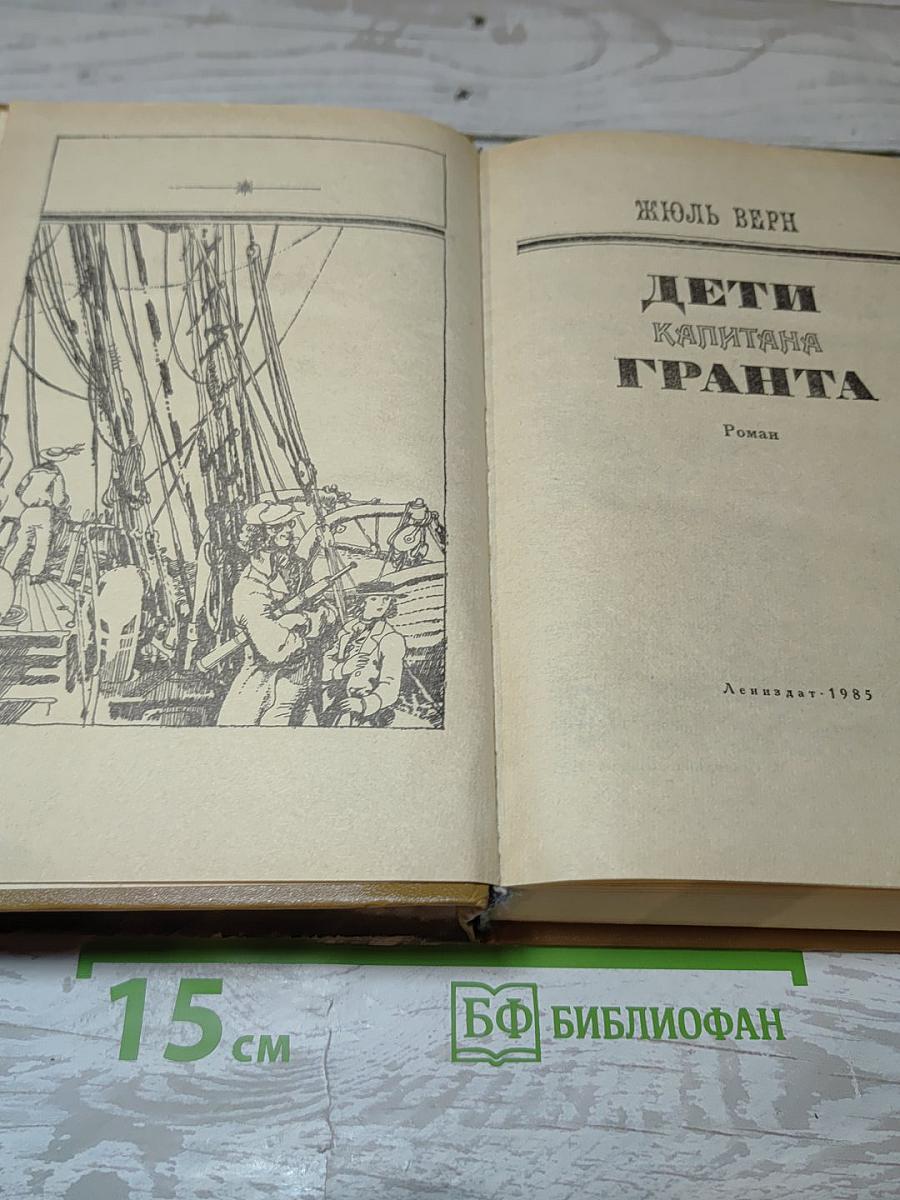 ЖЮЛЬ ВЕРН
ДЕТИ
КАПИТАНА
ГРАНТА
Роман
Лениздат·1985
15 см
БФ БИБЛИОФАН